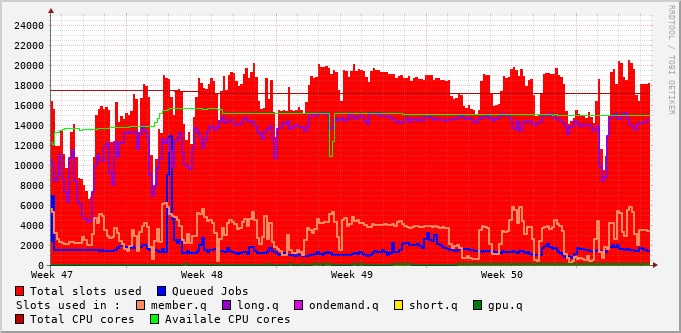 24000
22000
20000
18000
16000
14000
12000
10000
8000
6000
4000
2000
0
Week 47 Week 48 Week 49 Week 50
Total slots used Queued Jobs
Slots used in : member.q long.q ondemand.q short.q gpu.q
Total CPU cores Availale CPU cores
RRDTOOL / TOBI OETIKER